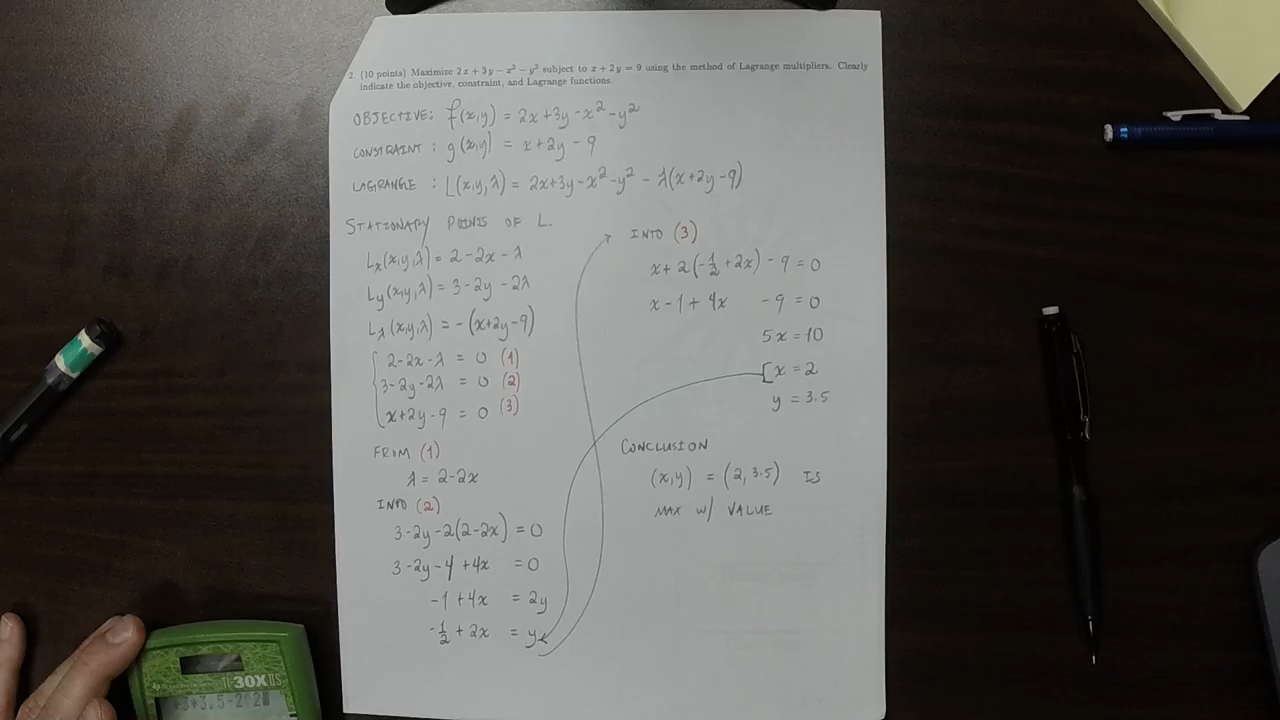 2. (10 points) Maximize 2x + 3y − x² − y² subject to x + 2y = 9 using the method of Lagrange multipliers. Clearly
indicate the objective, constraint, and Lagrange functions.
OBJECTIVE: f(x,y) = 2x+3y-x²-y²
CONSTRAINT: g(x,y) = x+2y-9
LAGRANGE: L(x,y,λ) = 2x+3y-x²-y² - λ(x+2y-9)
STATIONARY POINTS OF L.
Lx(x,y,λ) = 2-2x-λ
Ly(x,y,λ) = 3-2y-2λ
Lλ(x,y,λ) = -(x+2y-9)
2-2x-λ = 0 (1)
3-2y-2λ = 0 (2)
x+2y-9 = 0 (3)
FROM (1)
λ = 2-2x
INTO (2)
3-2y-2(2-2x) = 0
3-2y-4+4x = 0
-1+4x = 2y
-1/2 + 2x = y
INTO (3)
x+2(-1/2+2x) - 9 = 0
x-1+4x -9 = 0
5x = 10
x = 2
y = 3.5
CONCLUSION
(x,y) = (2, 3.5) IS
MAX W/ VALUE
TI-30X IIS